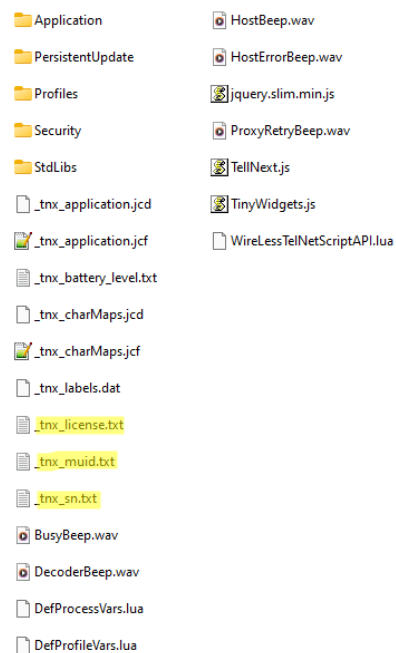 Application
PersistentUpdate
Profiles
Security
StdLibs
_tnx_application.jcd
_tnx_application.jcf
_tnx_battery_level.txt
_tnx_charMaps.jcd
_tnx_charMaps.jcf
_tnx_labels.dat
_tnx_license.txt
_tnx_muid.txt
_tnx_sn.txt
BusyBeep.wav
DecoderBeep.wav
DefProcessVars.lua
DefProfileVars.lua
HostBeep.wav
HostErrorBeep.wav
jquery.slim.min.js
ProxyRetryBeep.wav
TellNext.js
TinyWidgets.js
WireLessTelNetScriptAPI.lua